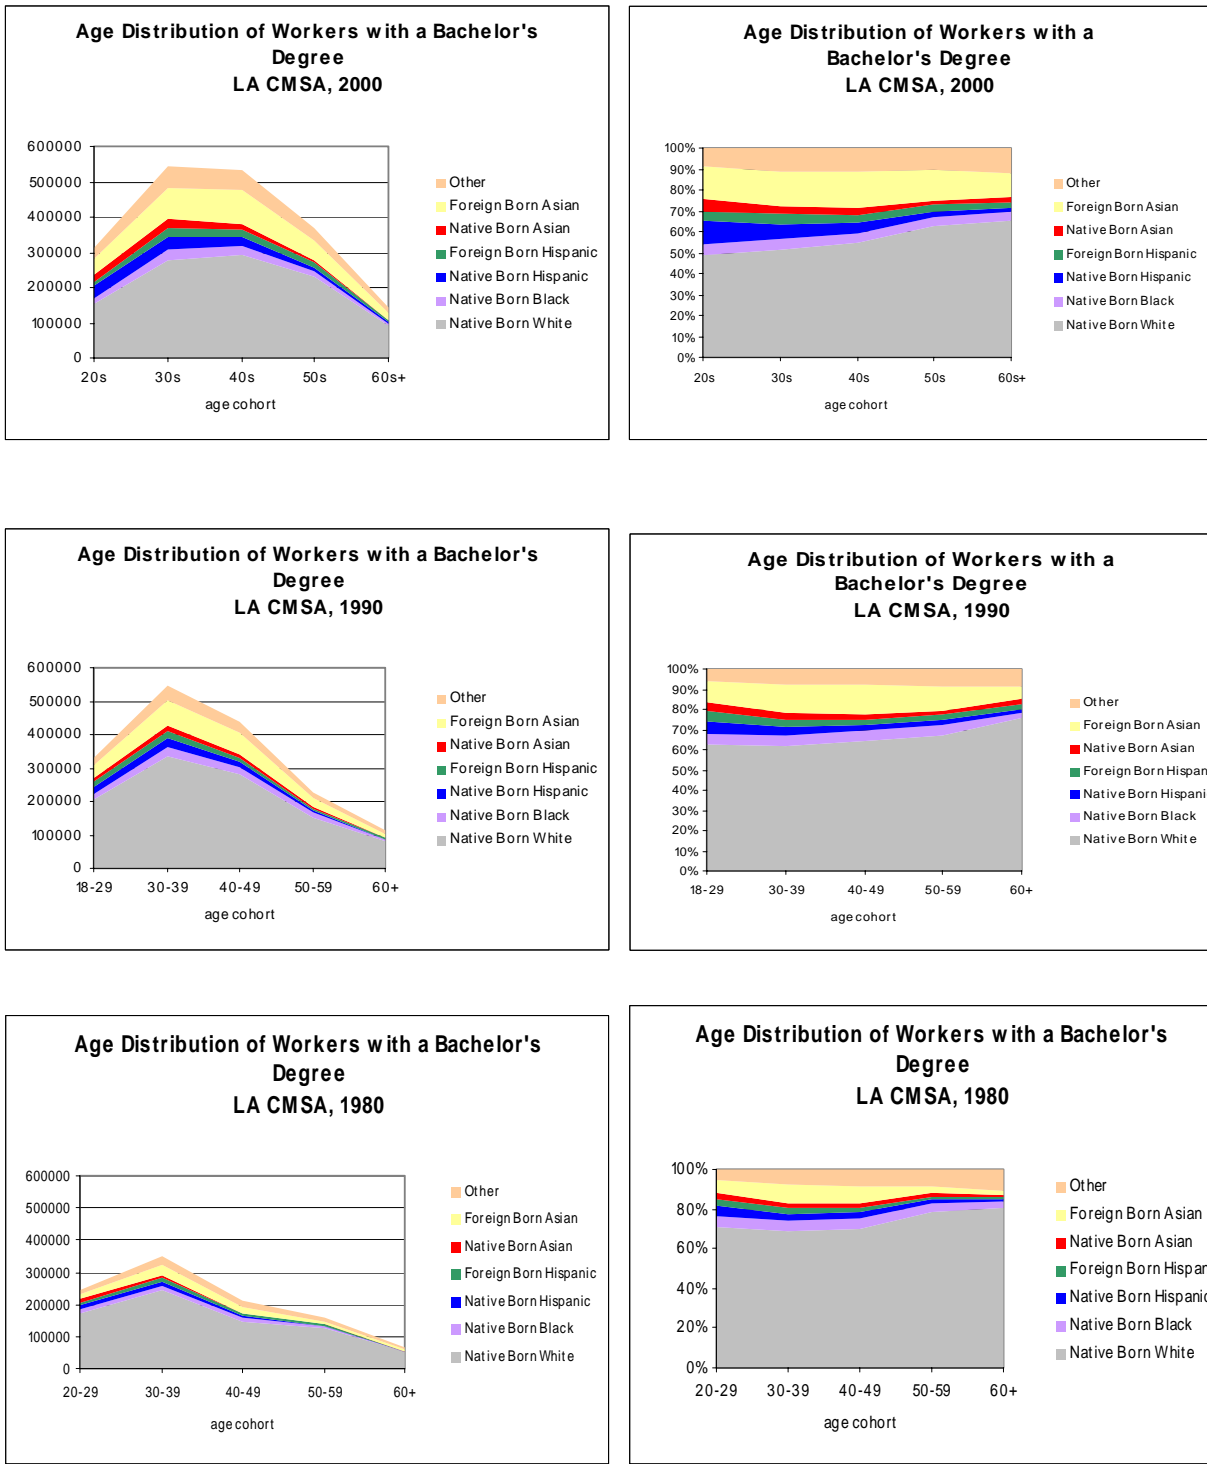 Age Distribution of Workers with a Bachelor's
Degree
LA CMSA, 2000
600000
500000
400000
300000
200000
100000
0
20s 30s 40s 50s 60s+
age cohort
Other
Foreign Born Asian
Native Born Asian
Foreign Born Hispanic
Native Born Hispanic
Native Born Black
Native Born White
Age Distribution of Workers with a
Bachelor's Degree
LA CMSA, 2000
100%
90%
80%
70%
60%
50%
40%
30%
20%
10%
0%
20s 30s 40s 50s 60s+
age cohort
Other
Foreign Born Asian
Native Born Asian
Foreign Born Hispanic
Native Born Hispanic
Native Born Black
Native Born White
Age Distribution of Workers with a Bachelor's
Degree
LA CMSA, 1990
600000
500000
400000
300000
200000
100000
0
18-29 30-39 40-49 50-59 60+
age cohort
Other
Foreign Born Asian
Native Born Asian
Foreign Born Hispanic
Native Born Hispanic
Native Born Black
Native Born White
Age Distribution of Workers with a
Bachelor's Degree
LA CMSA, 1990
100%
90%
80%
70%
60%
50%
40%
30%
20%
10%
0%
18-29 30-39 40-49 50-59 60+
age cohort
Other
Foreign Born Asian
Native Born Asian
Foreign Born Hispan
Native Born Hispani
Native Born Black
Native Born White
Age Distribution of Workers with a Bachelor's
Degree
LA CMSA, 1980
600000
500000
400000
300000
200000
100000
0
20-29 30-39 40-49 50-59 60+
age cohort
Other
Foreign Born Asian
Native Born Asian
Foreign Born Hispanic
Native Born Hispanic
Native Born Black
Native Born White
Age Distribution of Workers with a Bachelor's
Degree
LA CMSA, 1980
100%
80%
60%
40%
20%
0%
20-29 30-39 40-49 50-59 60+
age cohort
Other
Foreign Born Asian
Native Born Asian
Foreign Born Hispan
Native Born Hispanic
Native Born Black
Native Born White